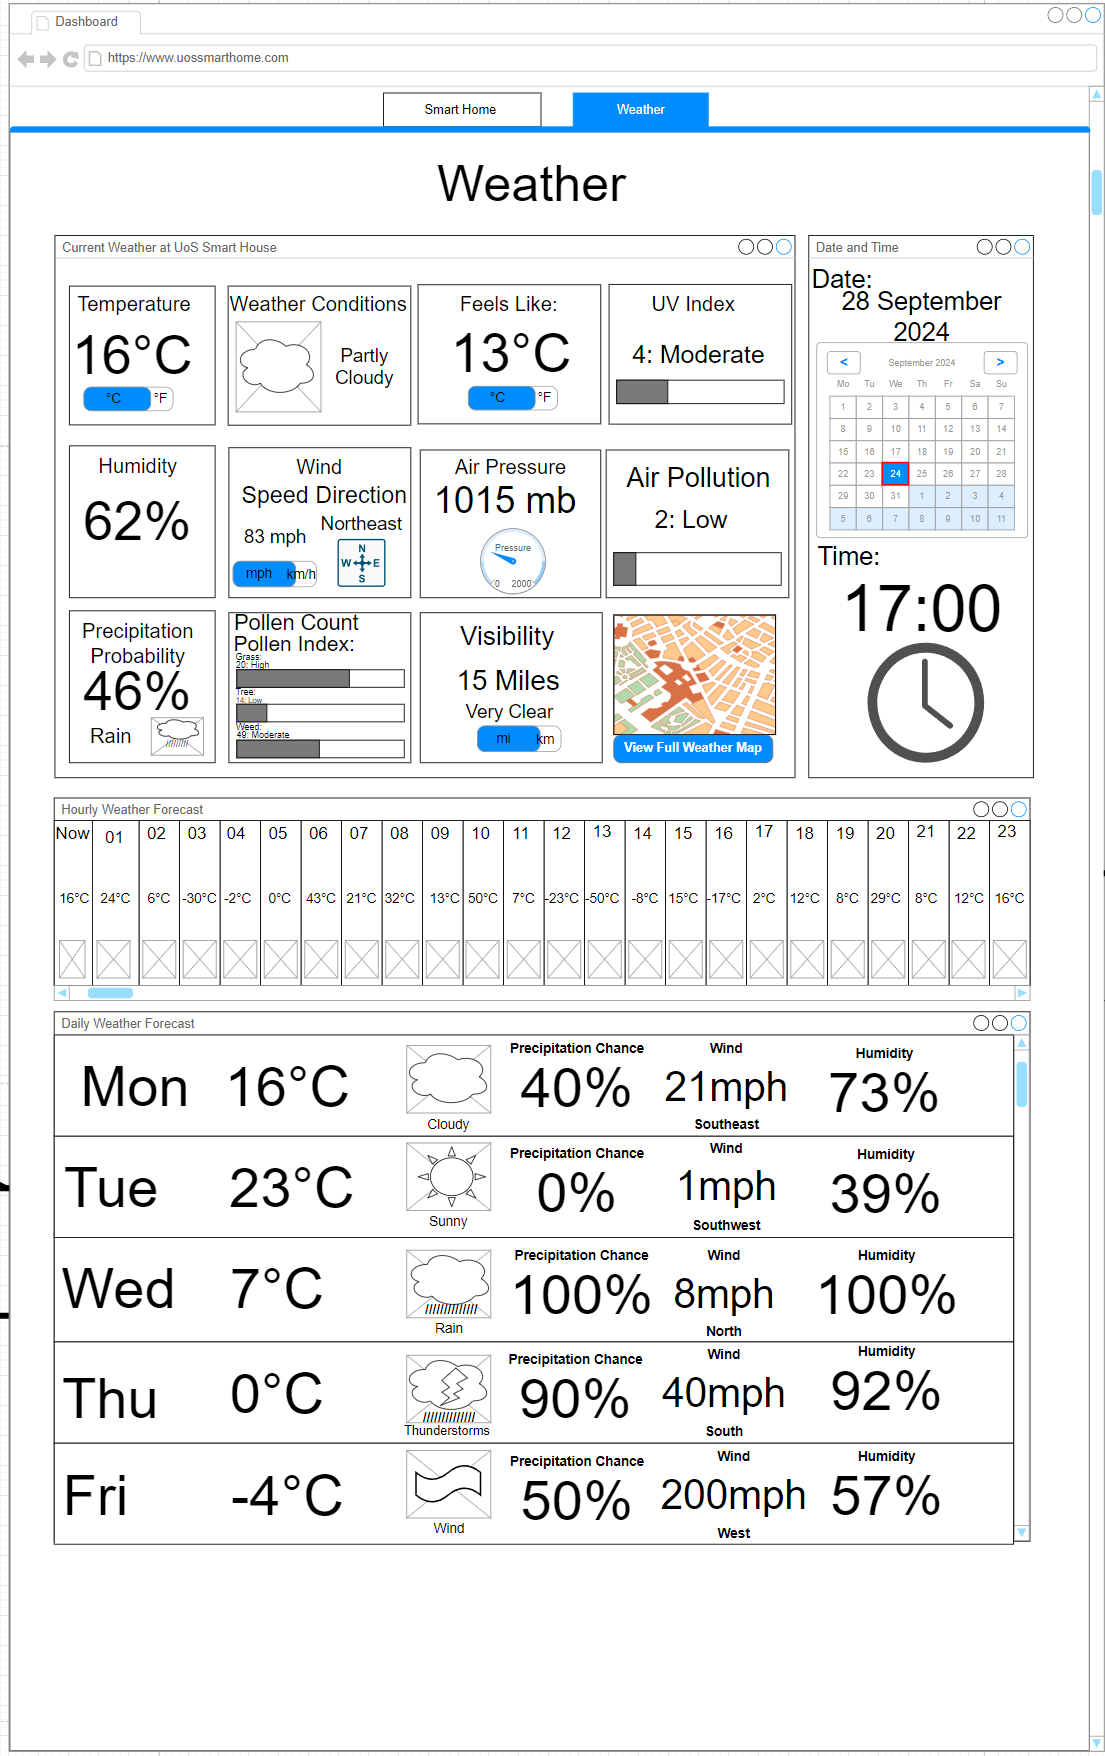 Dashboard
https://www.uossmarthome.com
Smart Home
Weather
Weather
Current Weather at UoS Smart House
Temperature
16°C
°C °F
Weather Conditions
Partly
Cloudy
Feels Like:
13°C
°C °F
UV Index
4: Moderate
Humidity
62%
Wind
Speed Direction
83 mph
Northeast
mph km/h
N
W E
S
Air Pressure
1015 mb
Pressure
0 2000
Air Pollution
2: Low
Precipitation
Probability
46%
Rain
Pollen Count
Pollen Index:
Grass:
20: High
Tree:
14: Low
Weed:
49: Moderate
Visibility
15 Miles
Very Clear
mi km
View Full Weather Map
Date and Time
Date:
28 September
2024
< September 2024 >
Mo Tu We Th Fr Sa Su
1 2 3 4 5 6 7
8 9 10 11 12 13 14
15 16 17 18 19 20 21
22 23 24 25 26 27 28
29 30 31 1 2 3 4
5 6 7 8 9 10 11
Time:
17:00
Hourly Weather Forecast
Now 01 02 03 04 05 06 07 08 09 10 11 12 13 14 15 16 17 18 19 20 21 22 23
16°C 24°C 6°C -30°C -2°C 0°C 43°C 21°C 32°C 13°C 50°C 7°C -23°C -50°C -8°C 15°C -17°C 2°C 12°C 8°C 29°C 8°C 12°C 16°C
Daily Weather Forecast
Mon 16°C
Cloudy
Precipitation Chance
40%
Wind
21mph
Southeast
Humidity
73%
Tue 23°C
Sunny
Precipitation Chance
0%
Wind
1mph
Southwest
Humidity
39%
Wed 7°C
Rain
Precipitation Chance
100%
Wind
8mph
North
Humidity
100%
Thu 0°C
Thunderstorms
Precipitation Chance
90%
Wind
40mph
South
Humidity
92%
Fri -4°C
Wind
Precipitation Chance
50%
Wind
200mph
West
Humidity
57%